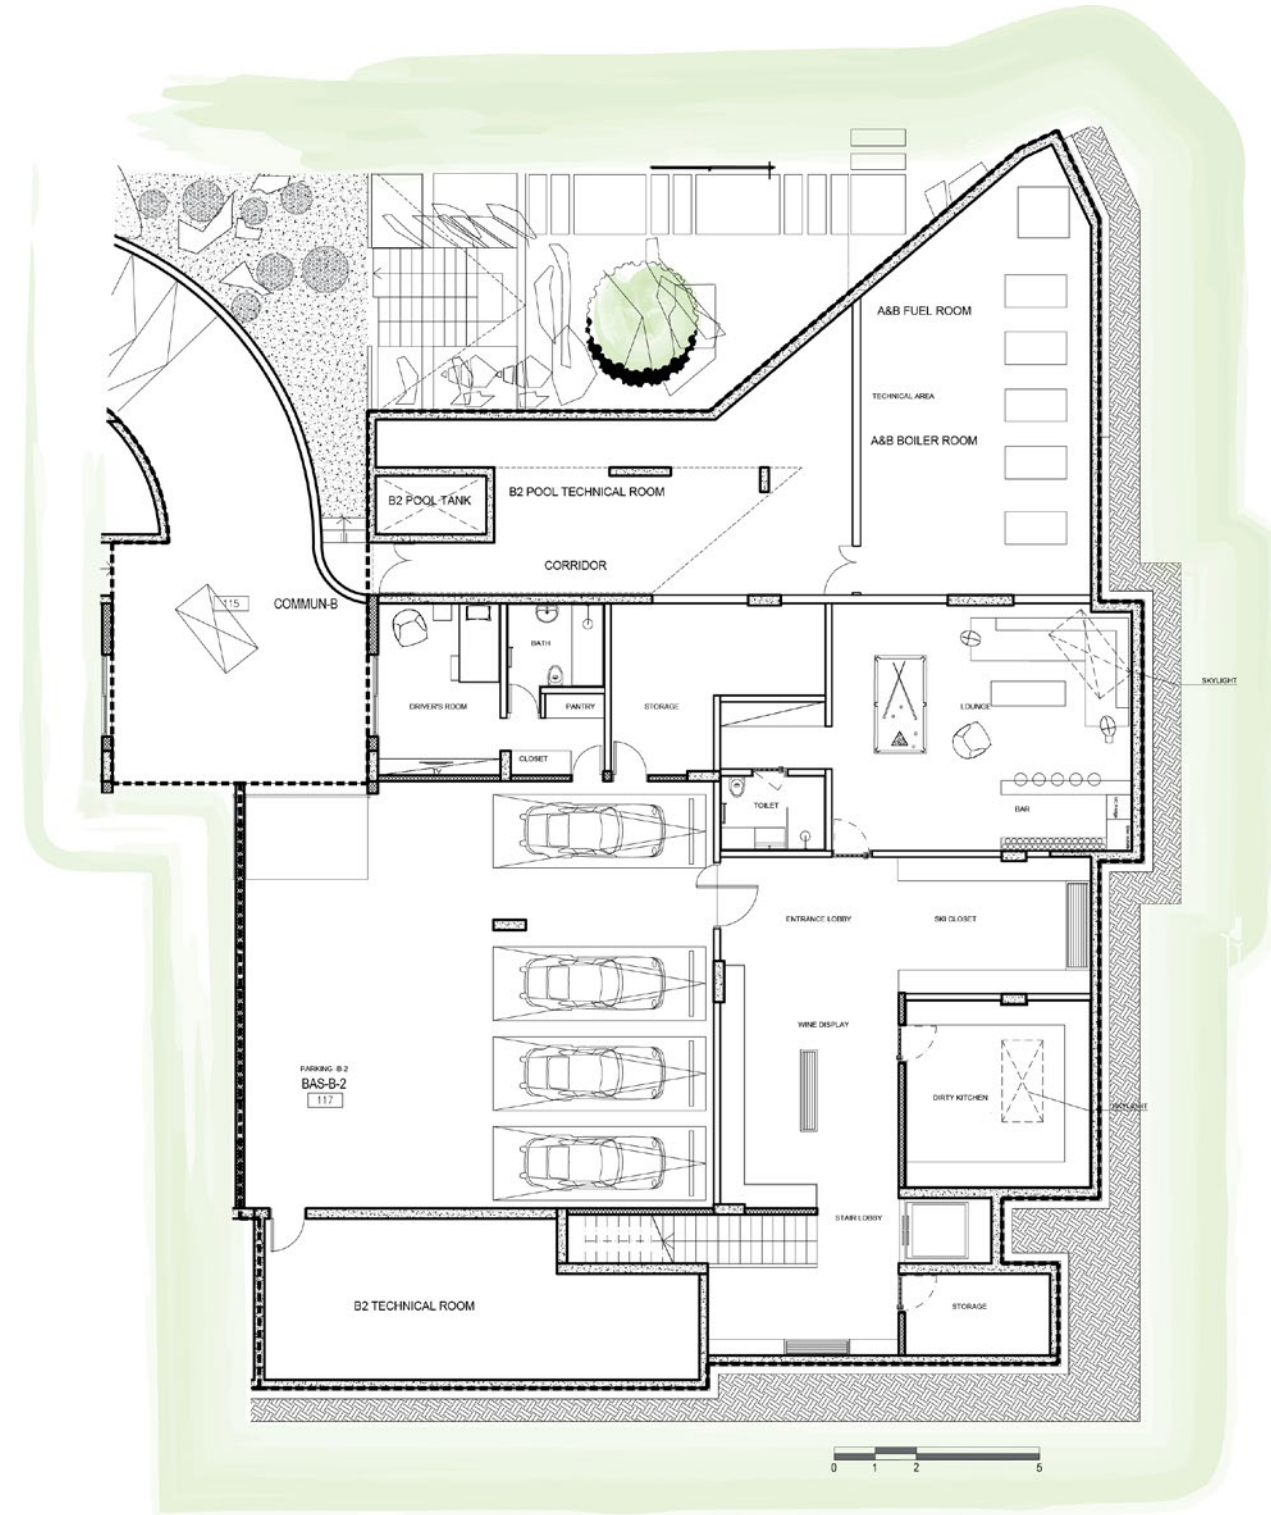 A&B FUEL ROOM
TECHNICAL AREA
A&B BOILER ROOM
B2 POOL TANK
B2 POOL TECHNICAL ROOM
CORRIDOR
115
COMMUN-B
BATH
DRIVER'S ROOM
PANTRY
STORAGE
LOUNGE
SKYLIGHT
CLOSET
TV
TOILET
BAR
ENTRANCE LOBBY
SKI CLOSET
WINE DISPLAY
PARKING -B-2
BAS-B-2
117
DIRTY KITCHEN
SKYLIGHT
STAIR LOBBY
B2 TECHNICAL ROOM
STORAGE
0 1 2 5